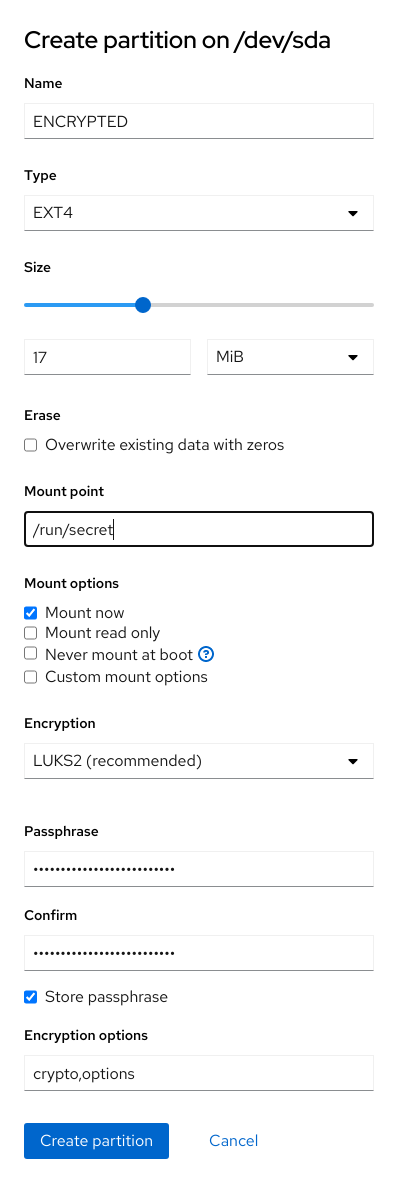 Create partition on /dev/sda
Name
ENCRYPTED
Type
EXT4
Size
17
MiB
Erase
Overwrite existing data with zeros
Mount point
/run/secret
Mount options
Mount now
Mount read only
Never mount at boot
Custom mount options
Encryption
LUKS2 (recommended)
Passphrase
••••••••••••••••••••••••••
Confirm
••••••••••••••••••••••••••
Store passphrase
Encryption options
crypto,options
Create partition Cancel